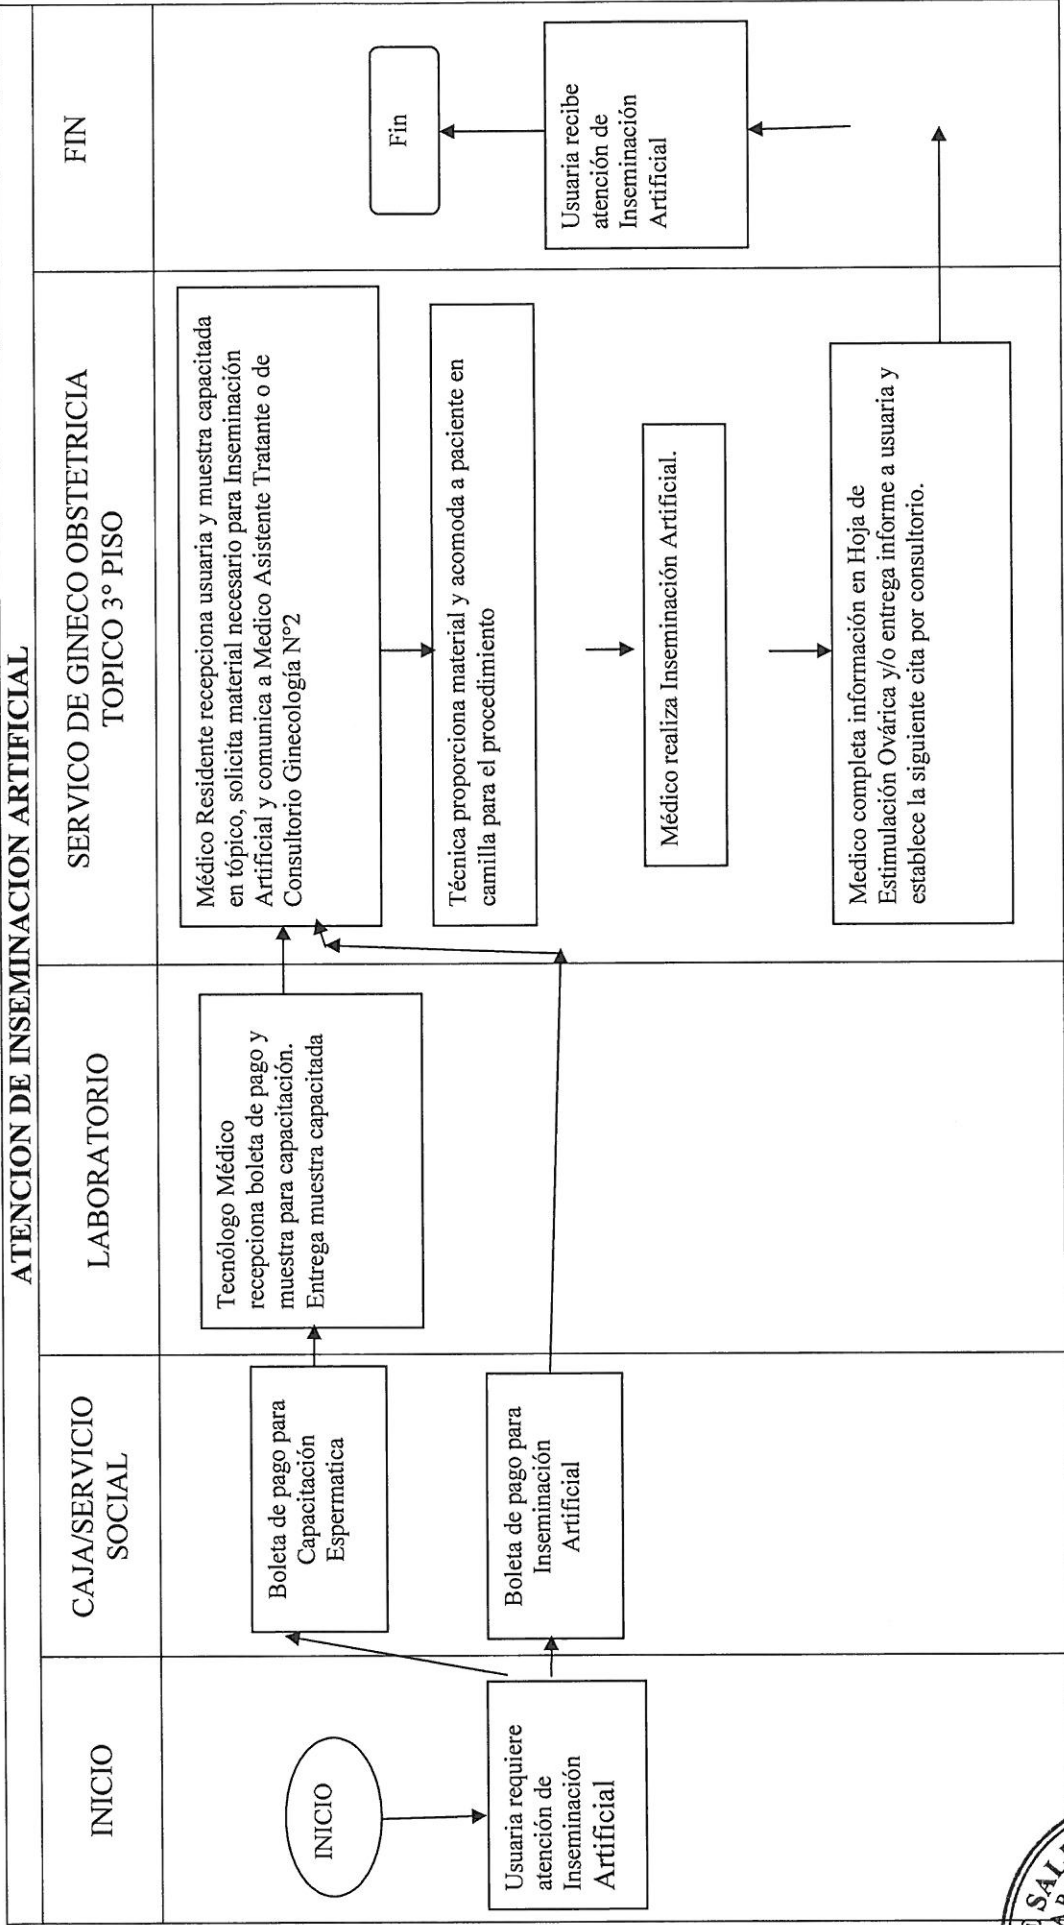 ATENCION DE INSEMINACION ARTIFICIAL
INICIO
CAJA/SERVICIO
SOCIAL
LABORATORIO
SERVICO DE GINECO OBSTETRICIA
TOPICO 3° PISO
FIN
INICIO
Usuaria requiere
atención de
Inseminación
Artificial
Boleta de pago para
Capacitación
Espermatica
Boleta de pago para
Inseminación
Artificial
Tecnólogo Médico
recepciona boleta de pago y
muestra para capacitación.
Entrega muestra capacitada
Médico Residente recepciona usuaria y muestra capacitada
en tópico, solicita material necesario para Inseminación
Artificial y comunica a Medico Asistente Tratante o de
Consultorio Ginecología N°2
Técnica proporciona material y acomoda a paciente en
camilla para el procedimiento
Médico realiza Inseminación Artificial.
Medico completa información en Hoja de
Estimulación Ovárica y/o entrega informe a usuaria y
establece la siguiente cita por consultorio.
Fin
Usuaria recibe
atención de
Inseminación
Artificial